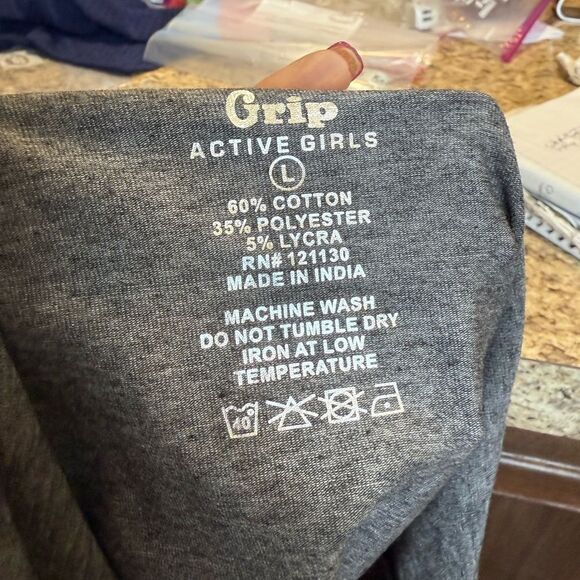 Grip
ACTIVE GIRLS
L
60% COTTON
35% POLYESTER
5% LYCRA
RN# 121130
MADE IN INDIA
MACHINE WASH
DO NOT TUMBLE DRY
IRON AT LOW
TEMPERATURE
40